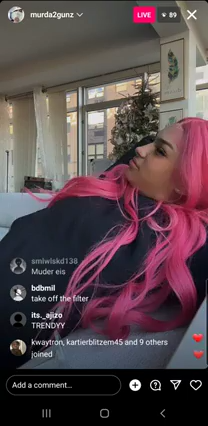 murda2gunz
LIVE
89
smiwlskd138
Muder eis
bdbmil
take off the filter
its._ajizo
TRENDYY
kwaytron, kartierblitzem45 and 9 others
joined
Add a comment...